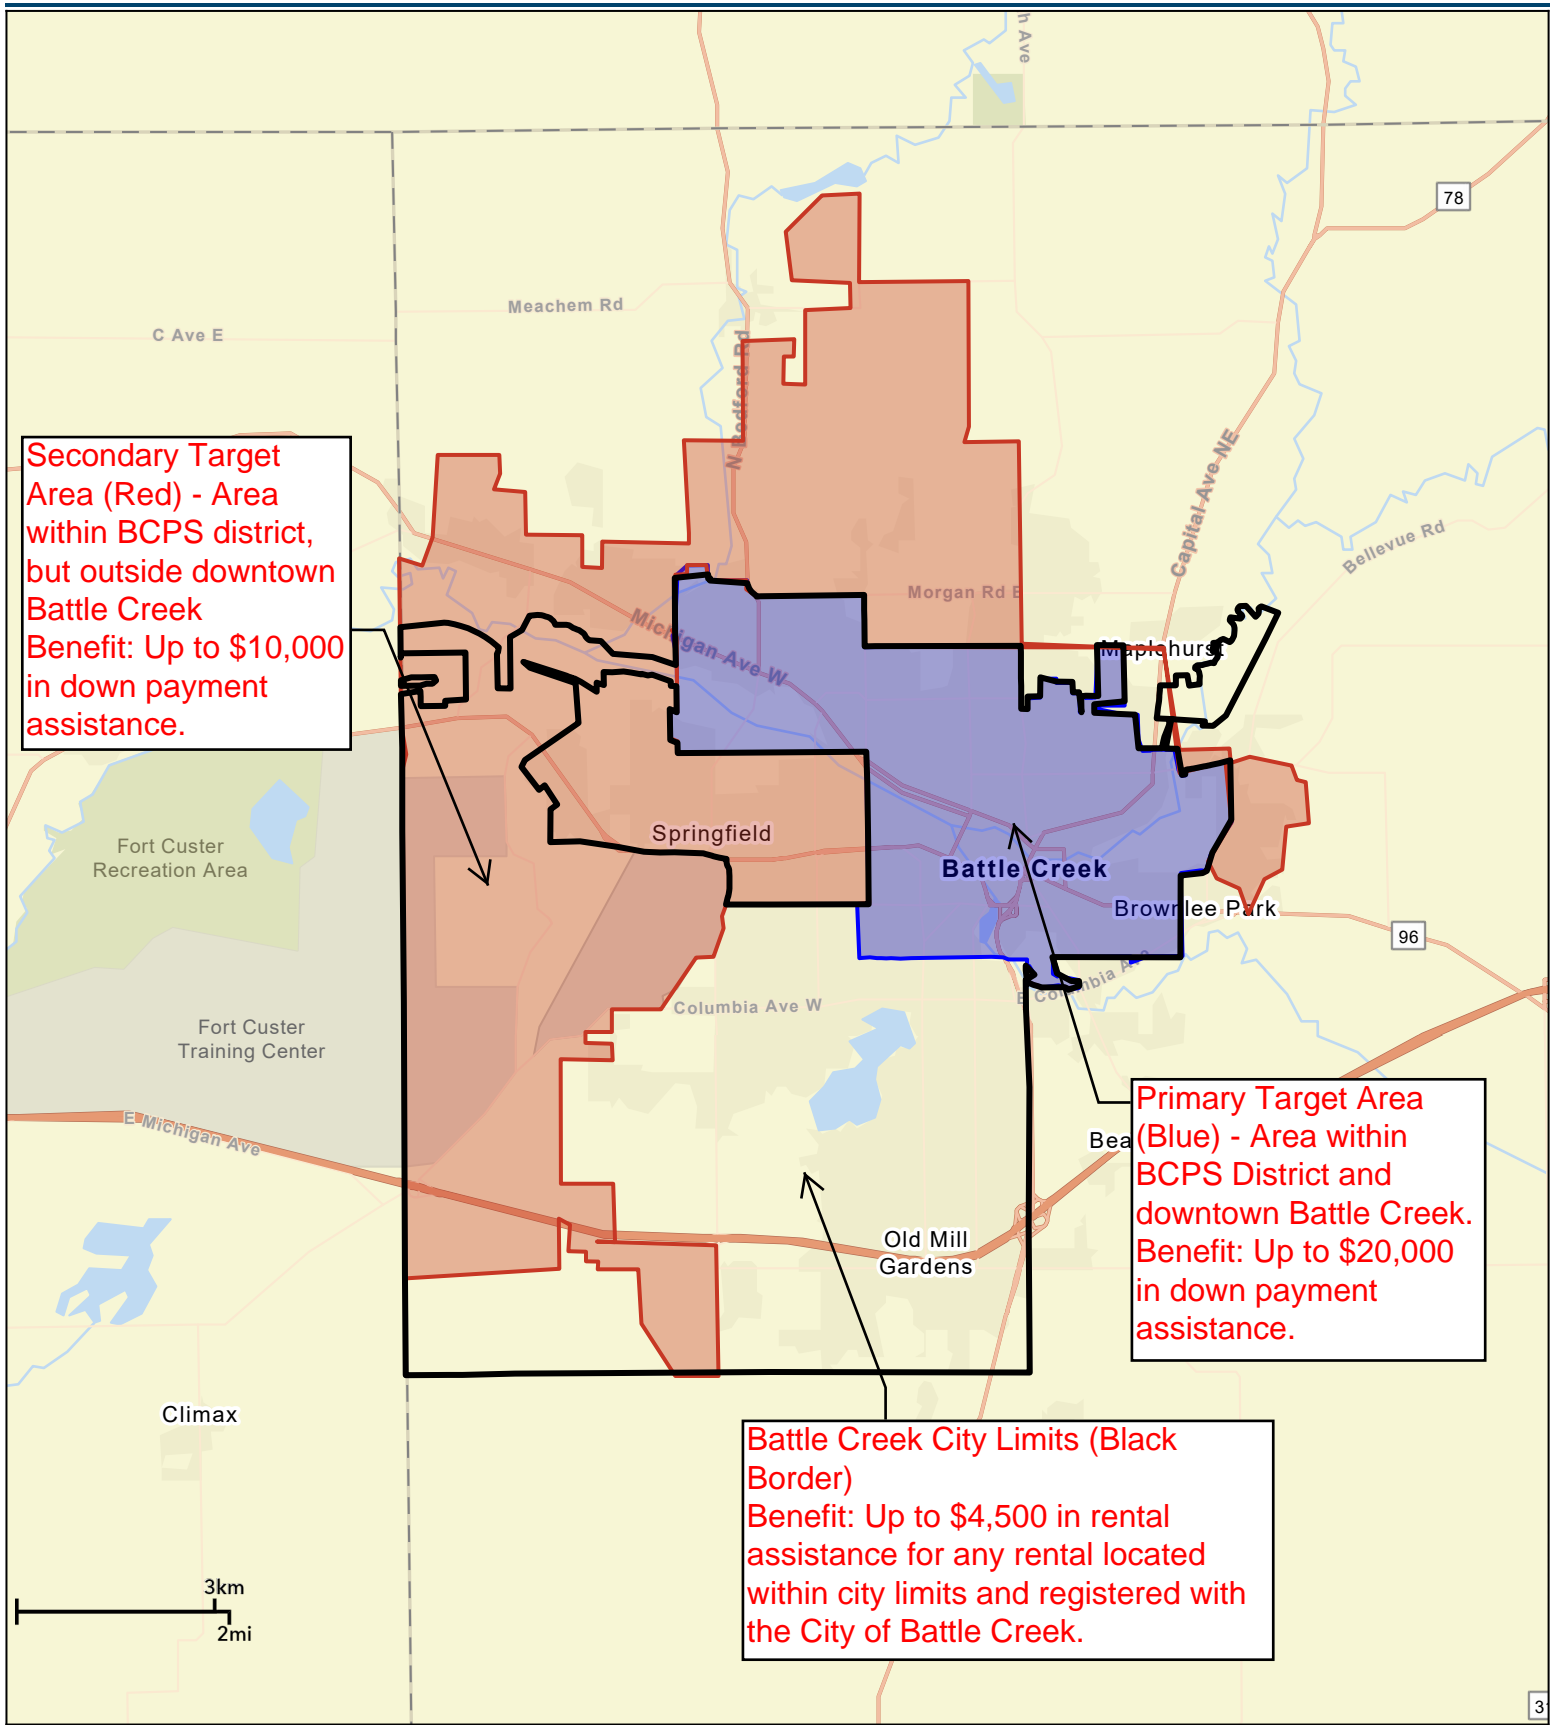 h Ave
78
Meachem Rd
C Ave E
N Bedford Rd
Capital Ave NE
Bellevue Rd
Secondary Target
Area (Red) - Area
within BCPS district,
but outside downtown
Battle Creek
Benefit: Up to $10,000
in down payment
assistance.
Morgan Rd E
Michigan Ave W
Maplehurst
Springfield
Fort Custer
Recreation Area
Battle Creek
Brownlee Park
96
E Columbia Ave
Columbia Ave W
Fort Custer
Training Center
E Michigan Ave
Bea
Primary Target Area
(Blue) - Area within
BCPS District and
downtown Battle Creek.
Benefit: Up to $20,000
in down payment
assistance.
Old Mill
Gardens
Climax
Battle Creek City Limits (Black
Border)
Benefit: Up to $4,500 in rental
assistance for any rental located
within city limits and registered with
the City of Battle Creek.
3km
2mi